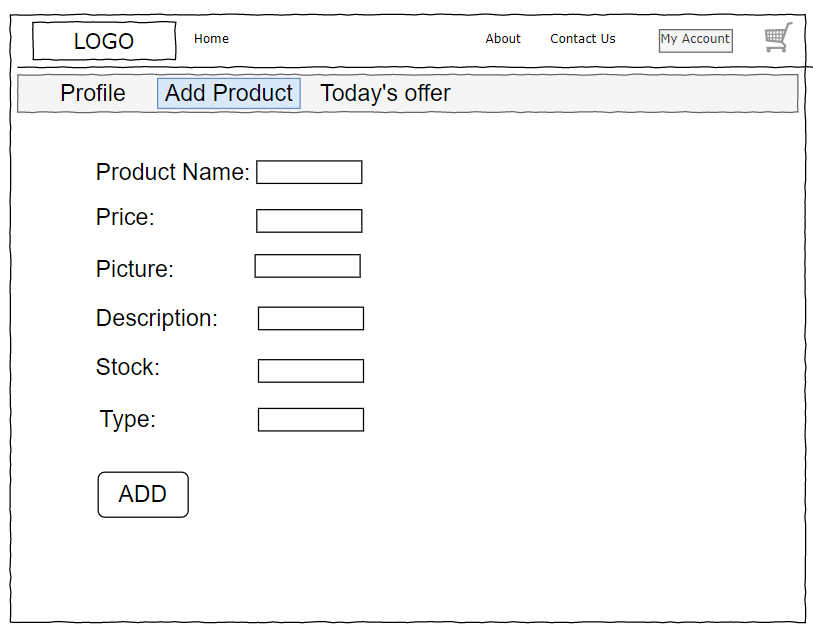 LOGO Home About Contact Us My Account
Profile Add Product Today's offer
Product Name:
Price:
Picture:
Description:
Stock:
Type:
ADD